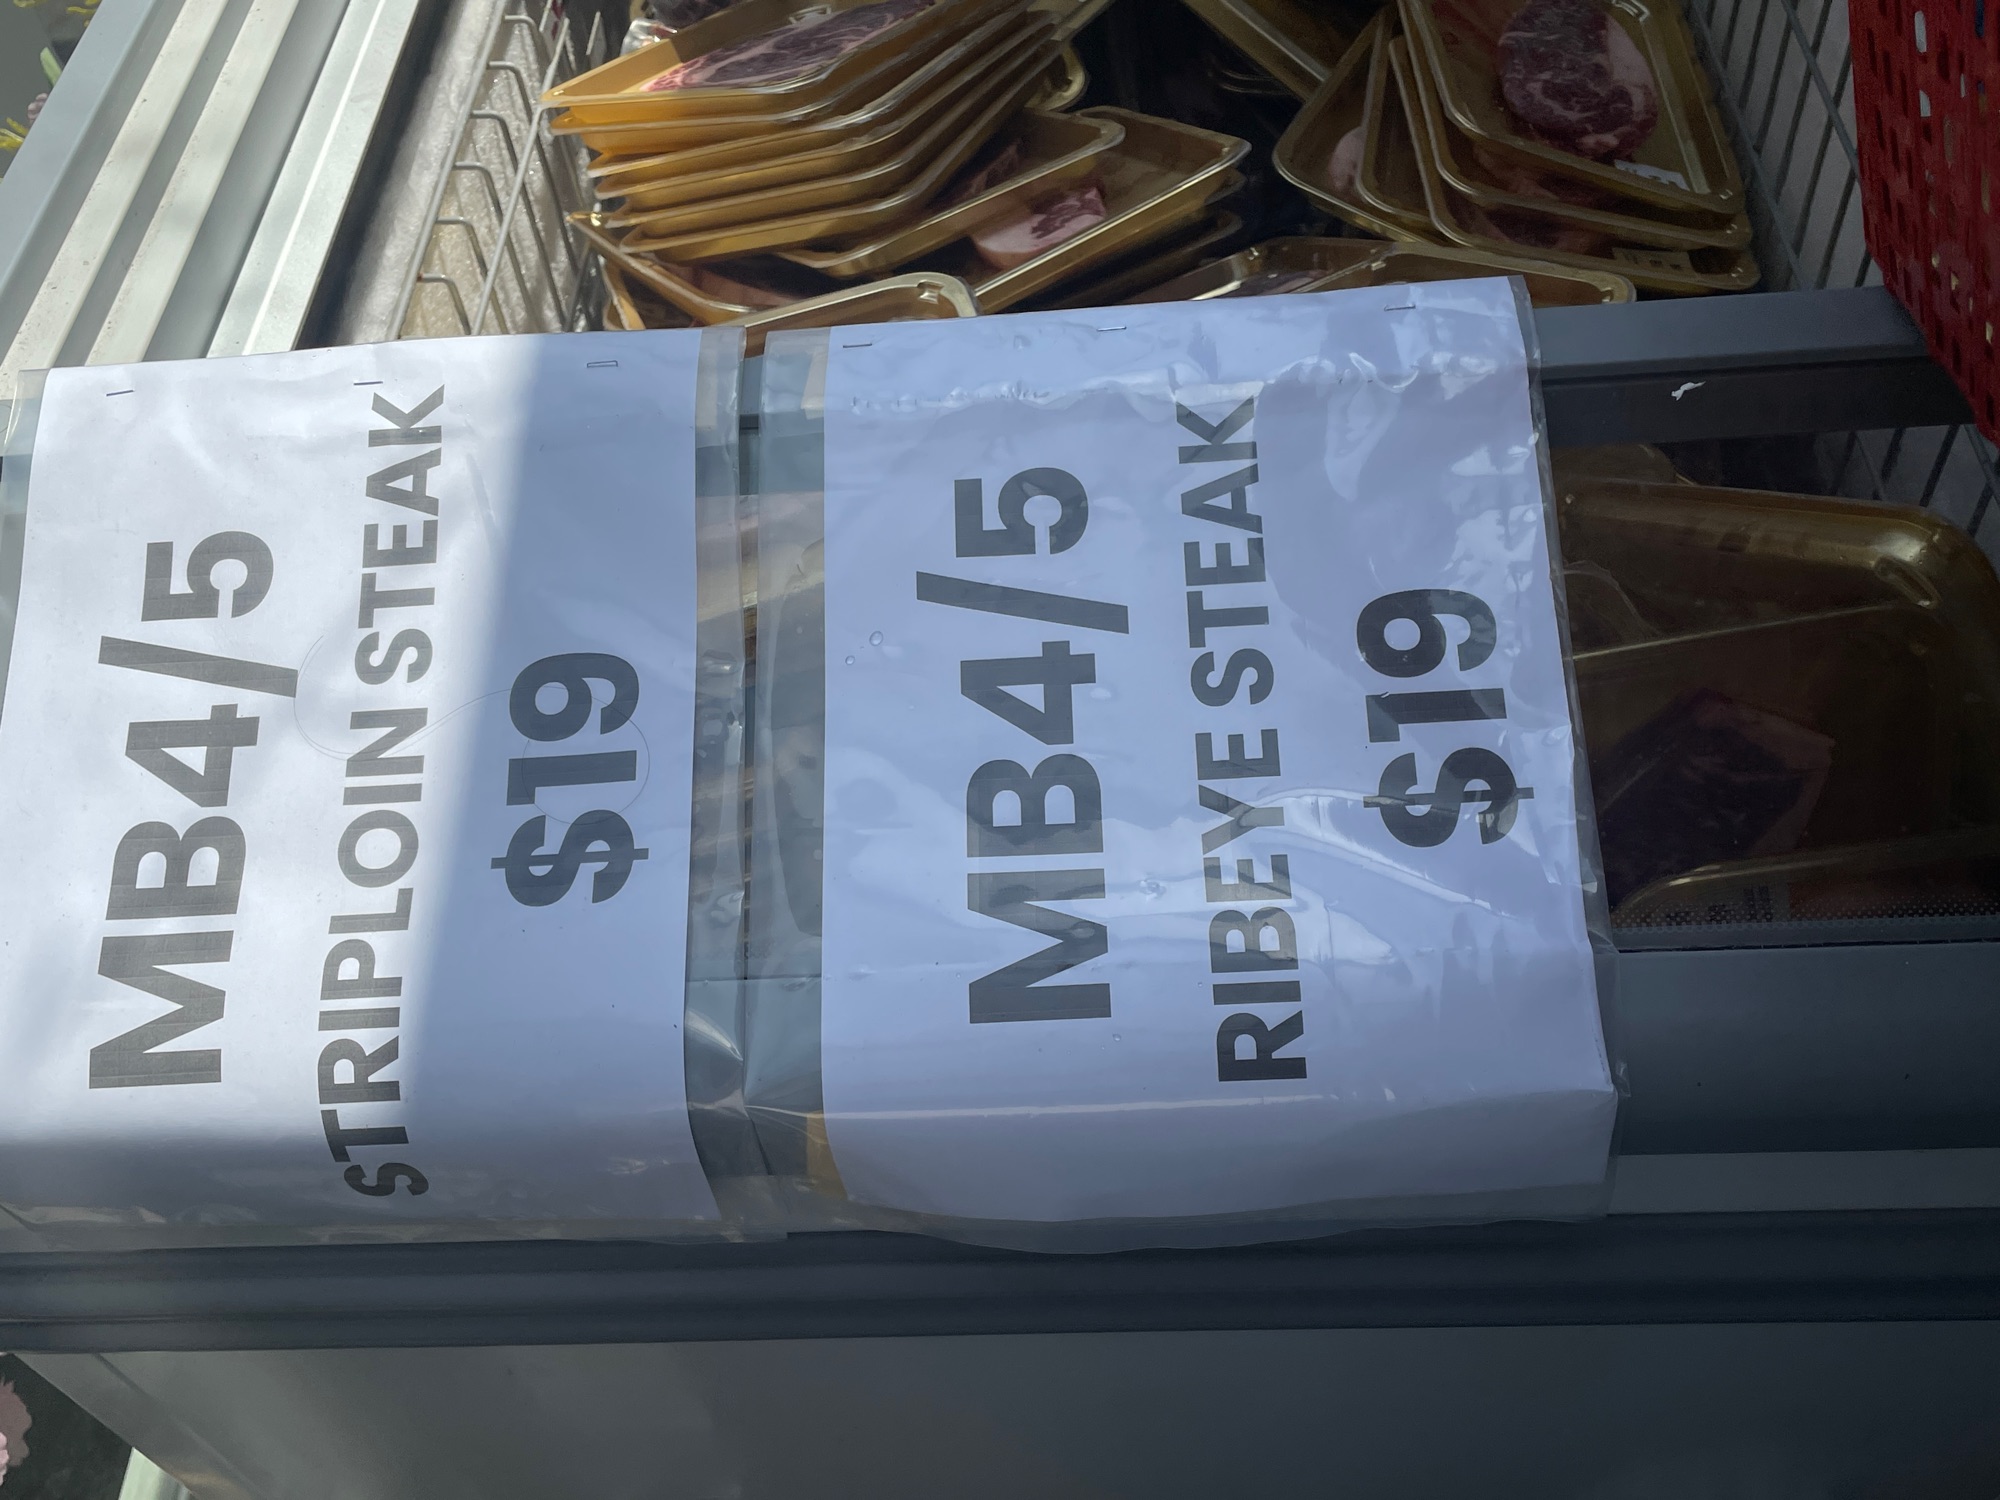 MB4/5
STRIPLOIN STEAK
$19
MB4/5
RIBEYE STEAK
$19